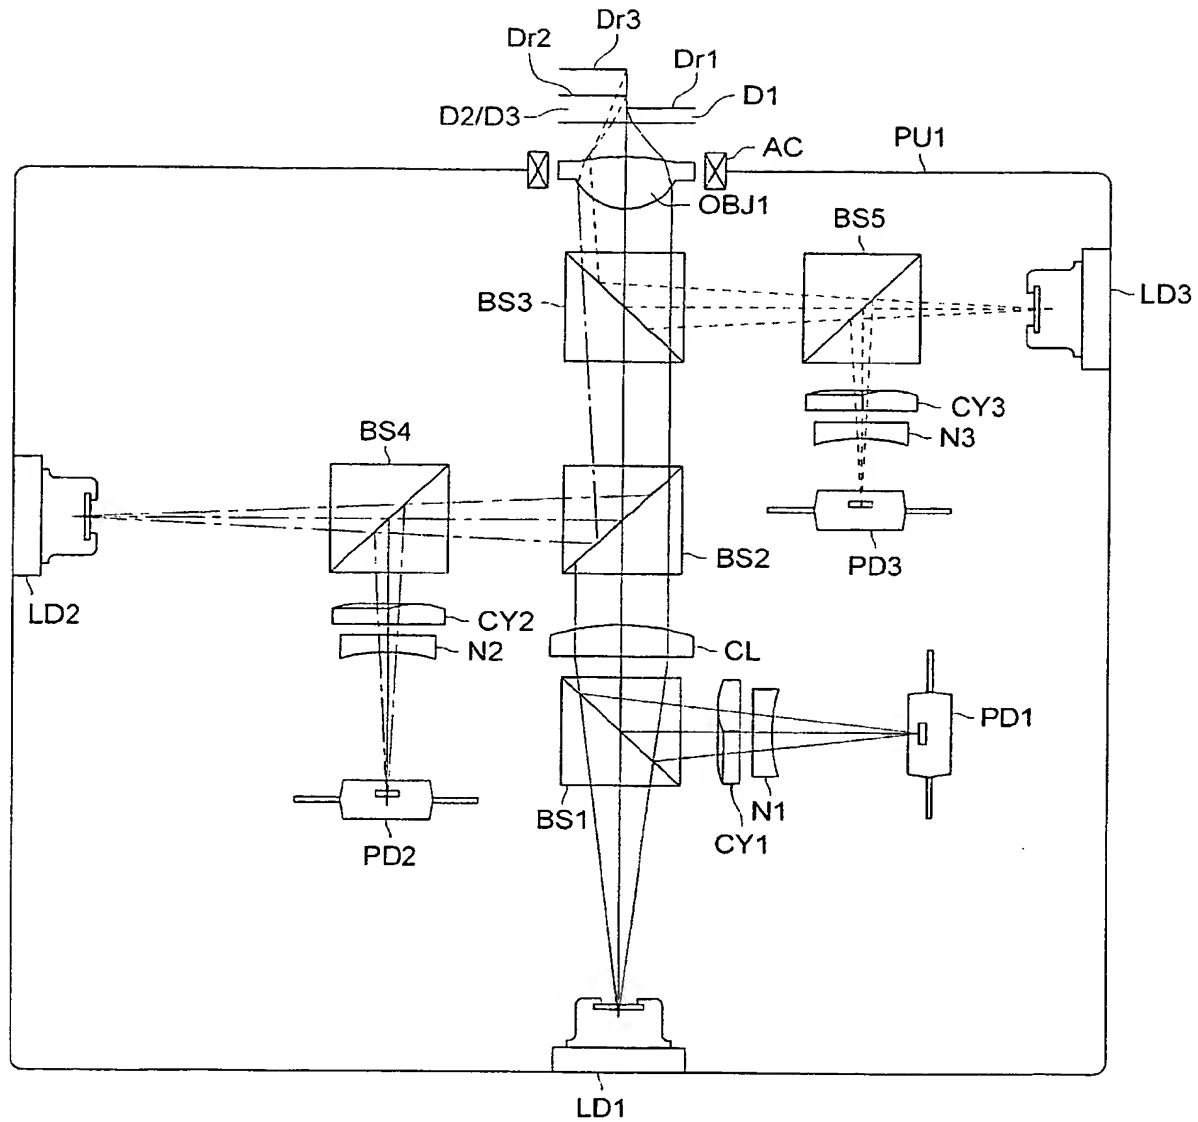 Dr3
Dr2
Dr1
D1
D2/D3
AC
PU1
OBJ1
BS5
BS3
LD3
CY3
BS4
N3
BS2
PD3
LD2
CY2
N2
CL
PD1
BS1
N1
CY1
PD2
LD1